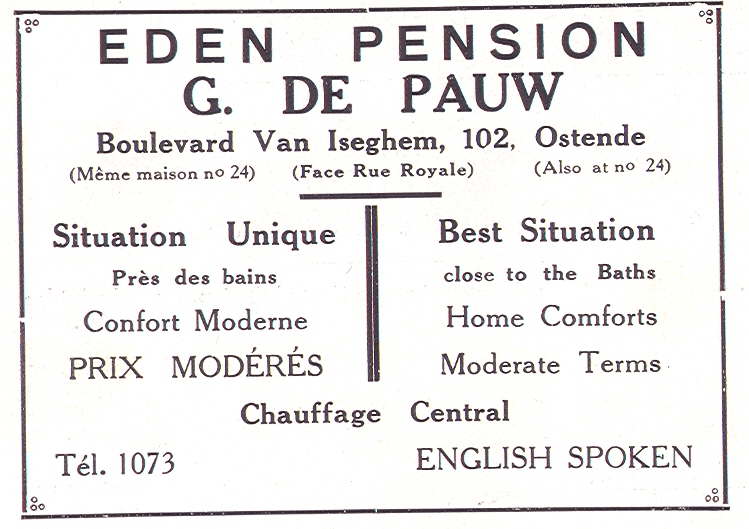 EDEN PENSION
G. DE PAUW
Boulevard Van Iseghem, 102, Ostende
(Même maison no 24) (Face Rue Royale) (Also at no 24)
Situation Unique
Près des bains
Confort Moderne
PRIX MODÉRÉS
Best Situation
close to the Baths
Home Comforts
Moderate Terms
Chauffage Central
Tél. 1073
ENGLISH SPOKEN